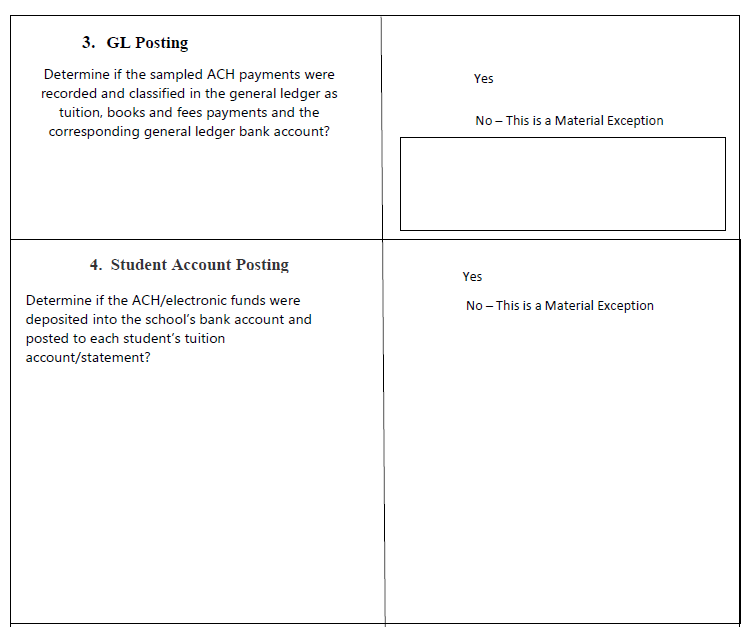 3. GL Posting
Determine if the sampled ACH payments were
recorded and classified in the general ledger as
tuition, books and fees payments and the
corresponding general ledger bank account?
Yes
No – This is a Material Exception
4. Student Account Posting
Determine if the ACH/electronic funds were
deposited into the school’s bank account and
posted to each student’s tuition
account/statement?
Yes
No – This is a Material Exception